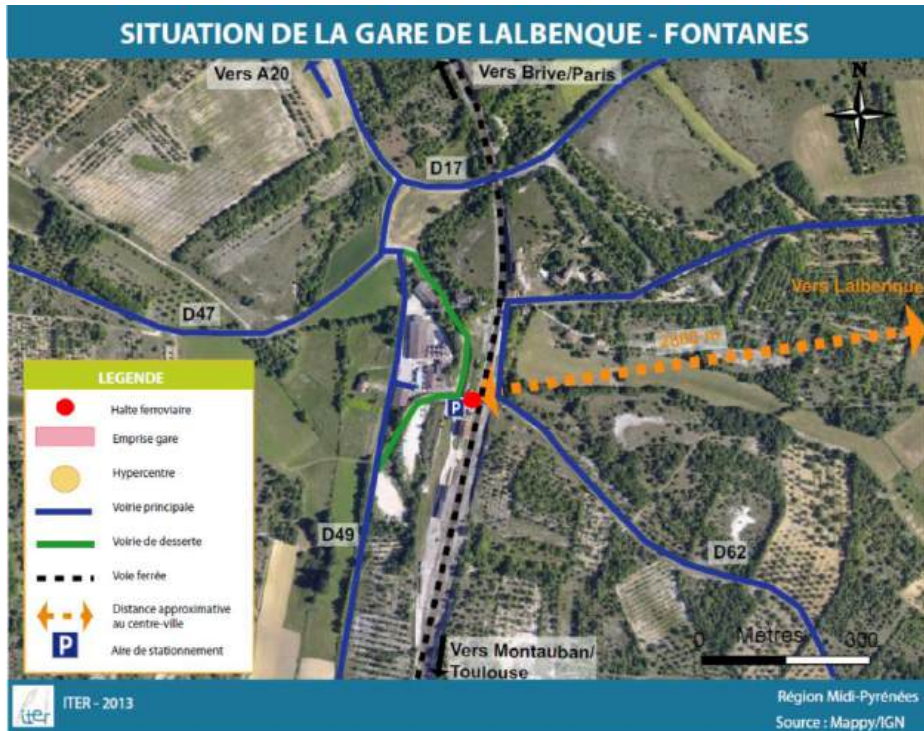 SITUATION DE LA GARE DE LALBENQUE - FONTANES
Vers A20
Vers Brive/Paris
N
D17
Vers Lalbenque
D47
2800 m
LEGENDE
Halte ferroviaire
Emprise gare
Hypercentre
Voirie principale
Voirie de desserte
Voie ferrée
Distance approximative
au centre-ville
P
Aire de stationnement
P
D49
D62
0 Mètres 300
Vers Montauban/
Toulouse
iter
ITER - 2013
Région Midi-Pyrénées
Source : Mappy/IGN